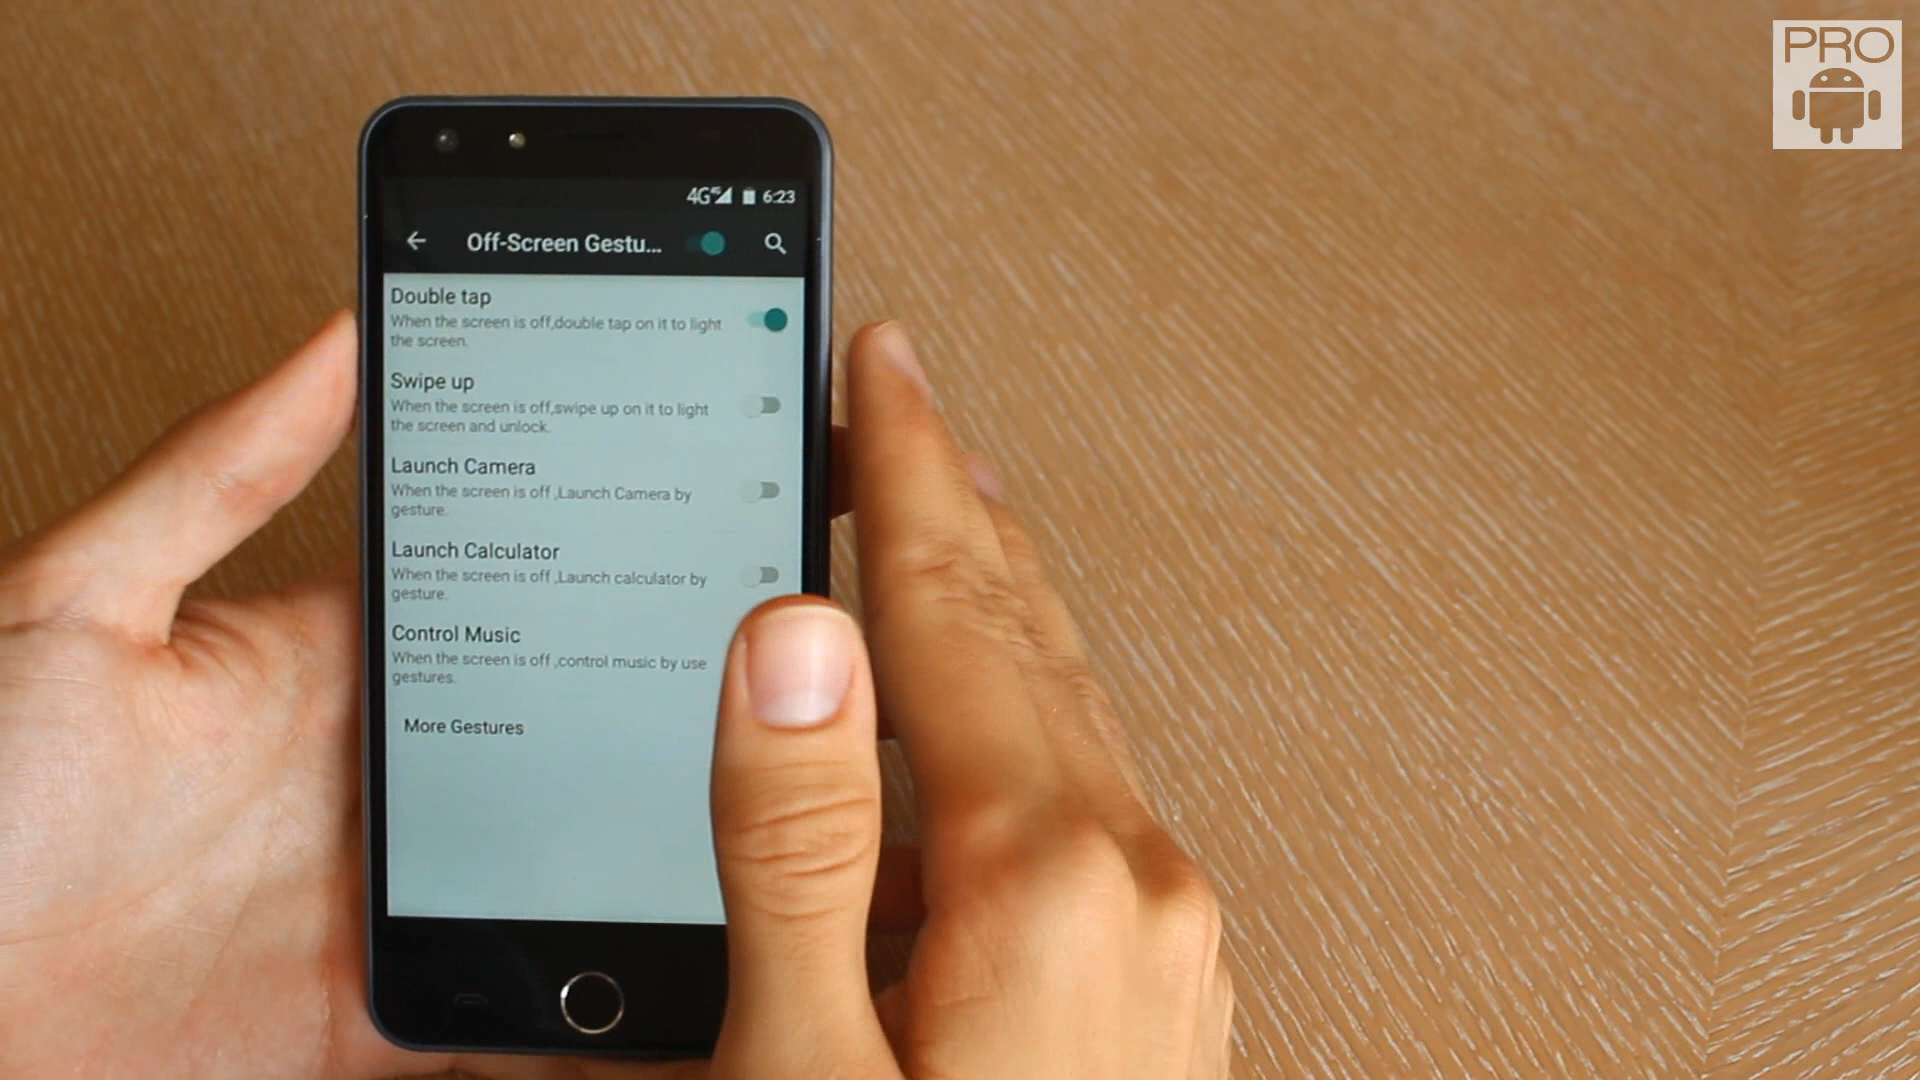 PRO
4G 6:23
Off-Screen Gestu...
Double tap
When the screen is off,double tap on it to light
the screen.
Swipe up
When the screen is off,swipe up on it to light
the screen and unlock.
Launch Camera
When the screen is off ,Launch Camera by
gesture.
Launch Calculator
When the screen is off ,Launch calculator by
gesture.
Control Music
When the screen is off ,control music by use
gestures.
More Gestures